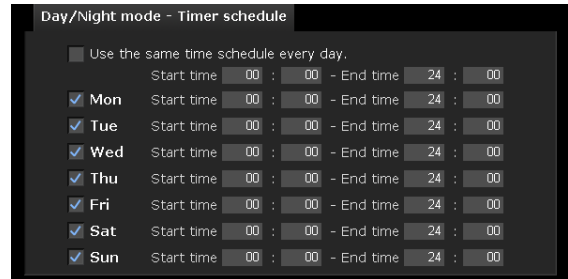 Day/Night mode - Timer schedule
Use the same time schedule every day.
Start time 00 : 00 - End time 24 : 00
Mon Start time 00 : 00 - End time 24 : 00
Tue Start time 00 : 00 - End time 24 : 00
Wed Start time 00 : 00 - End time 24 : 00
Thu Start time 00 : 00 - End time 24 : 00
Fri Start time 00 : 00 - End time 24 : 00
Sat Start time 00 : 00 - End time 24 : 00
Sun Start time 00 : 00 - End time 24 : 00